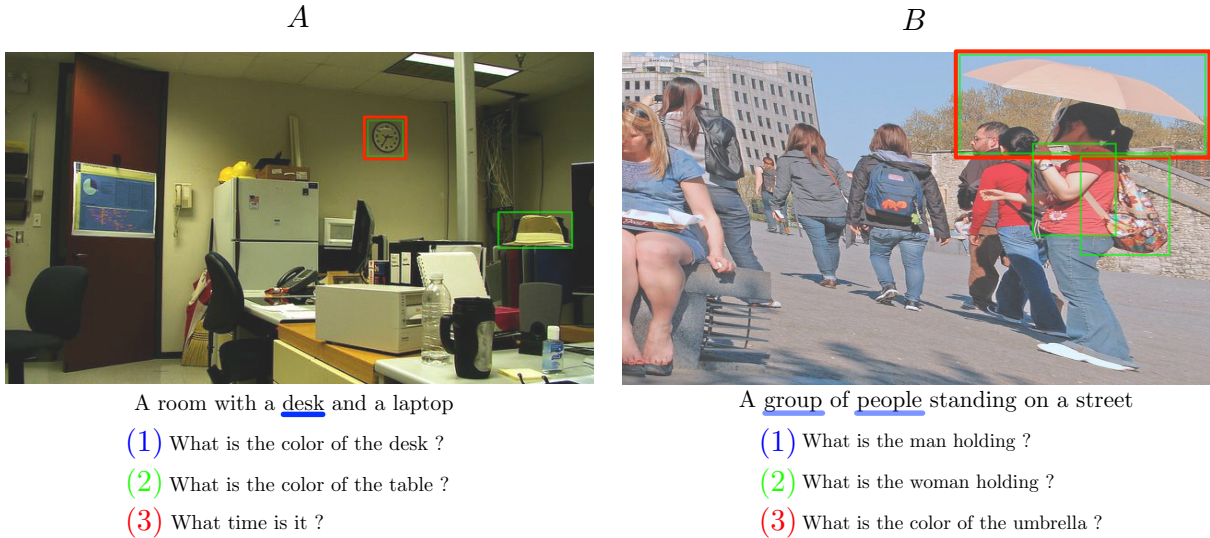 A
B
A room with a desk and a laptop
(1) What is the color of the desk ?
(2) What is the color of the table ?
(3) What time is it ?
A group of people standing on a street
(1) What is the man holding ?
(2) What is the woman holding ?
(3) What is the color of the umbrella ?